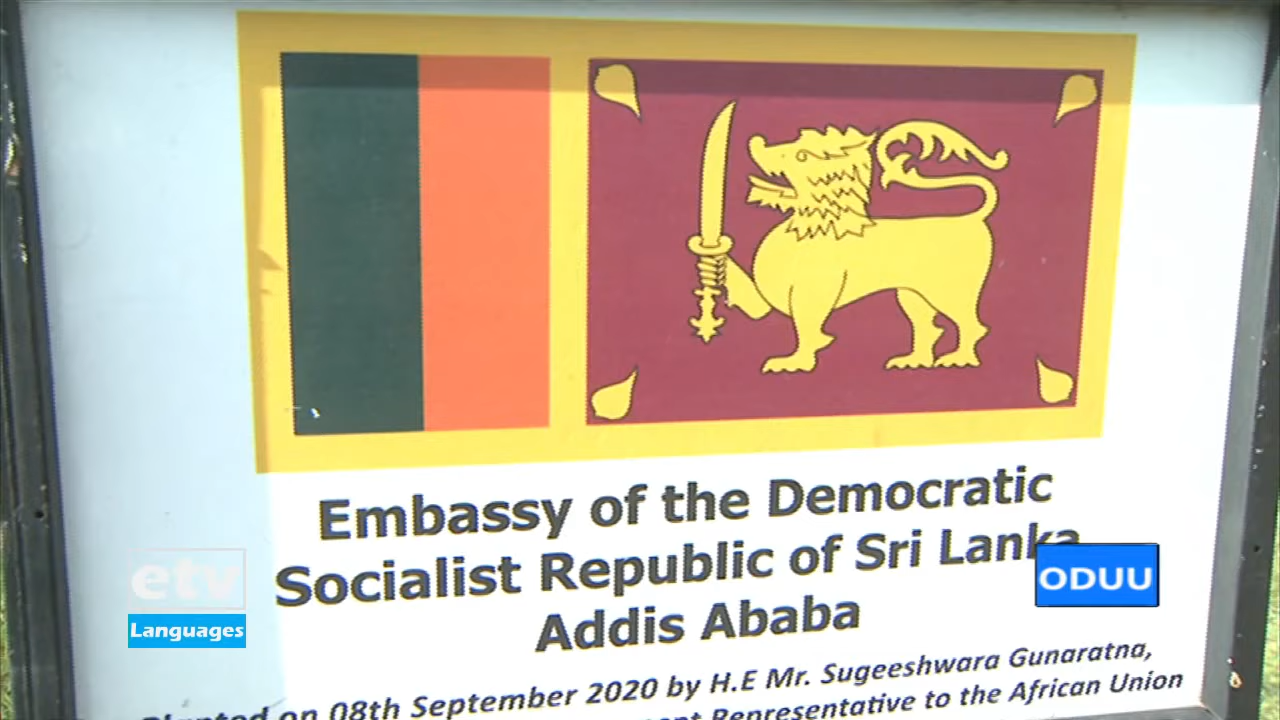 Embassy of the Democratic
Socialist Republic of Sri Lanka
Addis Ababa
etv
Languages
ODUU
Planted on 08th September 2020 by H.E Mr. Sugeeshwara Gunaratna,
Representative to the African Union